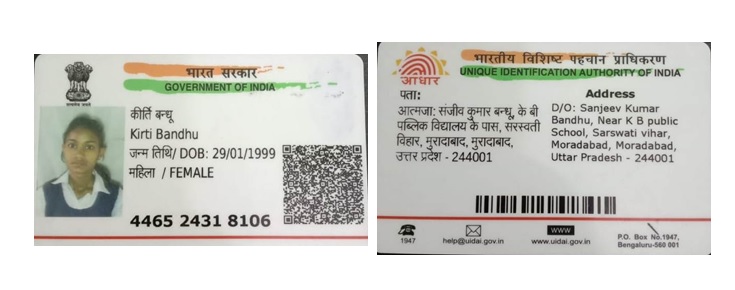 भारत सरकार
GOVERNMENT OF INDIA
कीर्ति बन्धू
Kirti Bandhu
जन्म तिथि/ DOB: 29/01/1999
महिला / FEMALE
4465 2431 8106
भारतीय विशिष्ट पहचान प्राधिकरण
UNIQUE IDENTIFICATION AUTHORITY OF INDIA
आधार
पता:
आत्मजा: संजीव कुमार बन्धू, के बी
पब्लिक विद्यालय के पास, सरस्वती
विहार, मुरादाबाद, मुरादाबाद,
उत्तर प्रदेश - 244001
Address
D/O: Sanjeev Kumar
Bandhu, Near K B public
School, Sarswati vihar,
Moradabad, Moradabad,
Uttar Pradesh - 244001
1947
help@uidai.gov.in
WWW
www.uidai.gov.in
P.O. Box No.1947,
Bengaluru-560 001